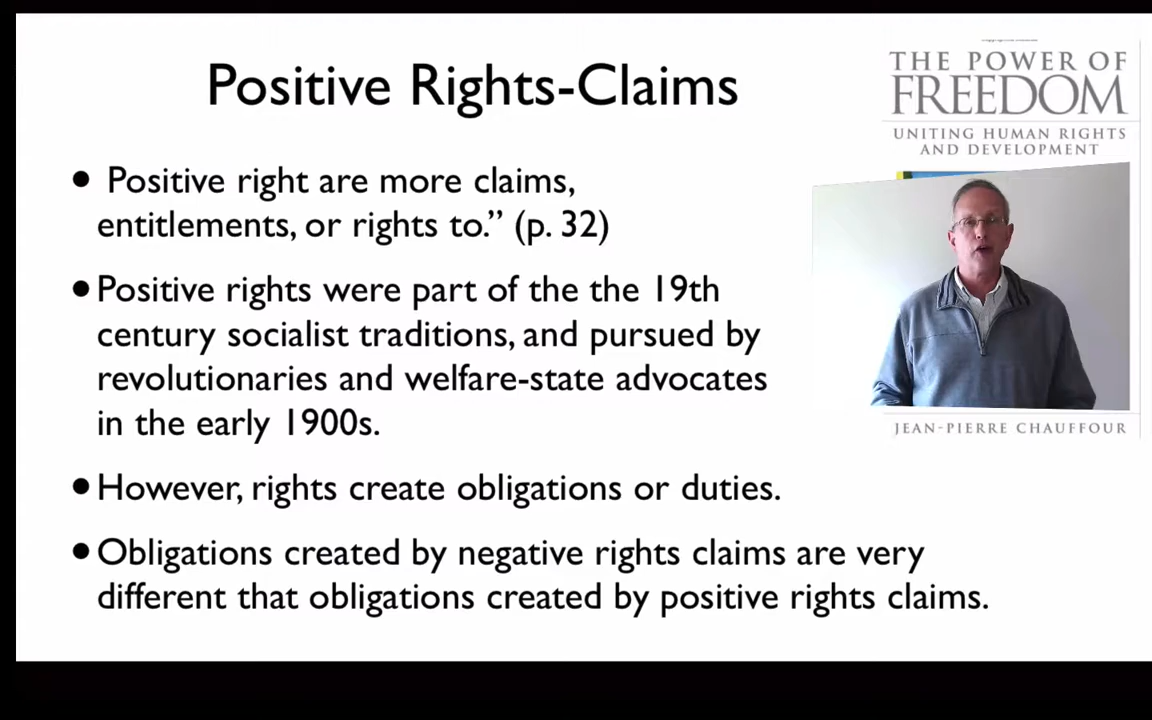 Positive Rights-Claims
Positive right are more claims,
entitlements, or rights to.” (p. 32)
Positive rights were part of the the 19th
century socialist traditions, and pursued by
revolutionaries and welfare-state advocates
in the early 1900s.
However, rights create obligations or duties.
Obligations created by negative rights claims are very
different that obligations created by positive rights claims.
THE POWER OF
FREEDOM
UNITING HUMAN RIGHTS
AND DEVELOPMENT
JEAN-PIERRE CHAUFFOUR